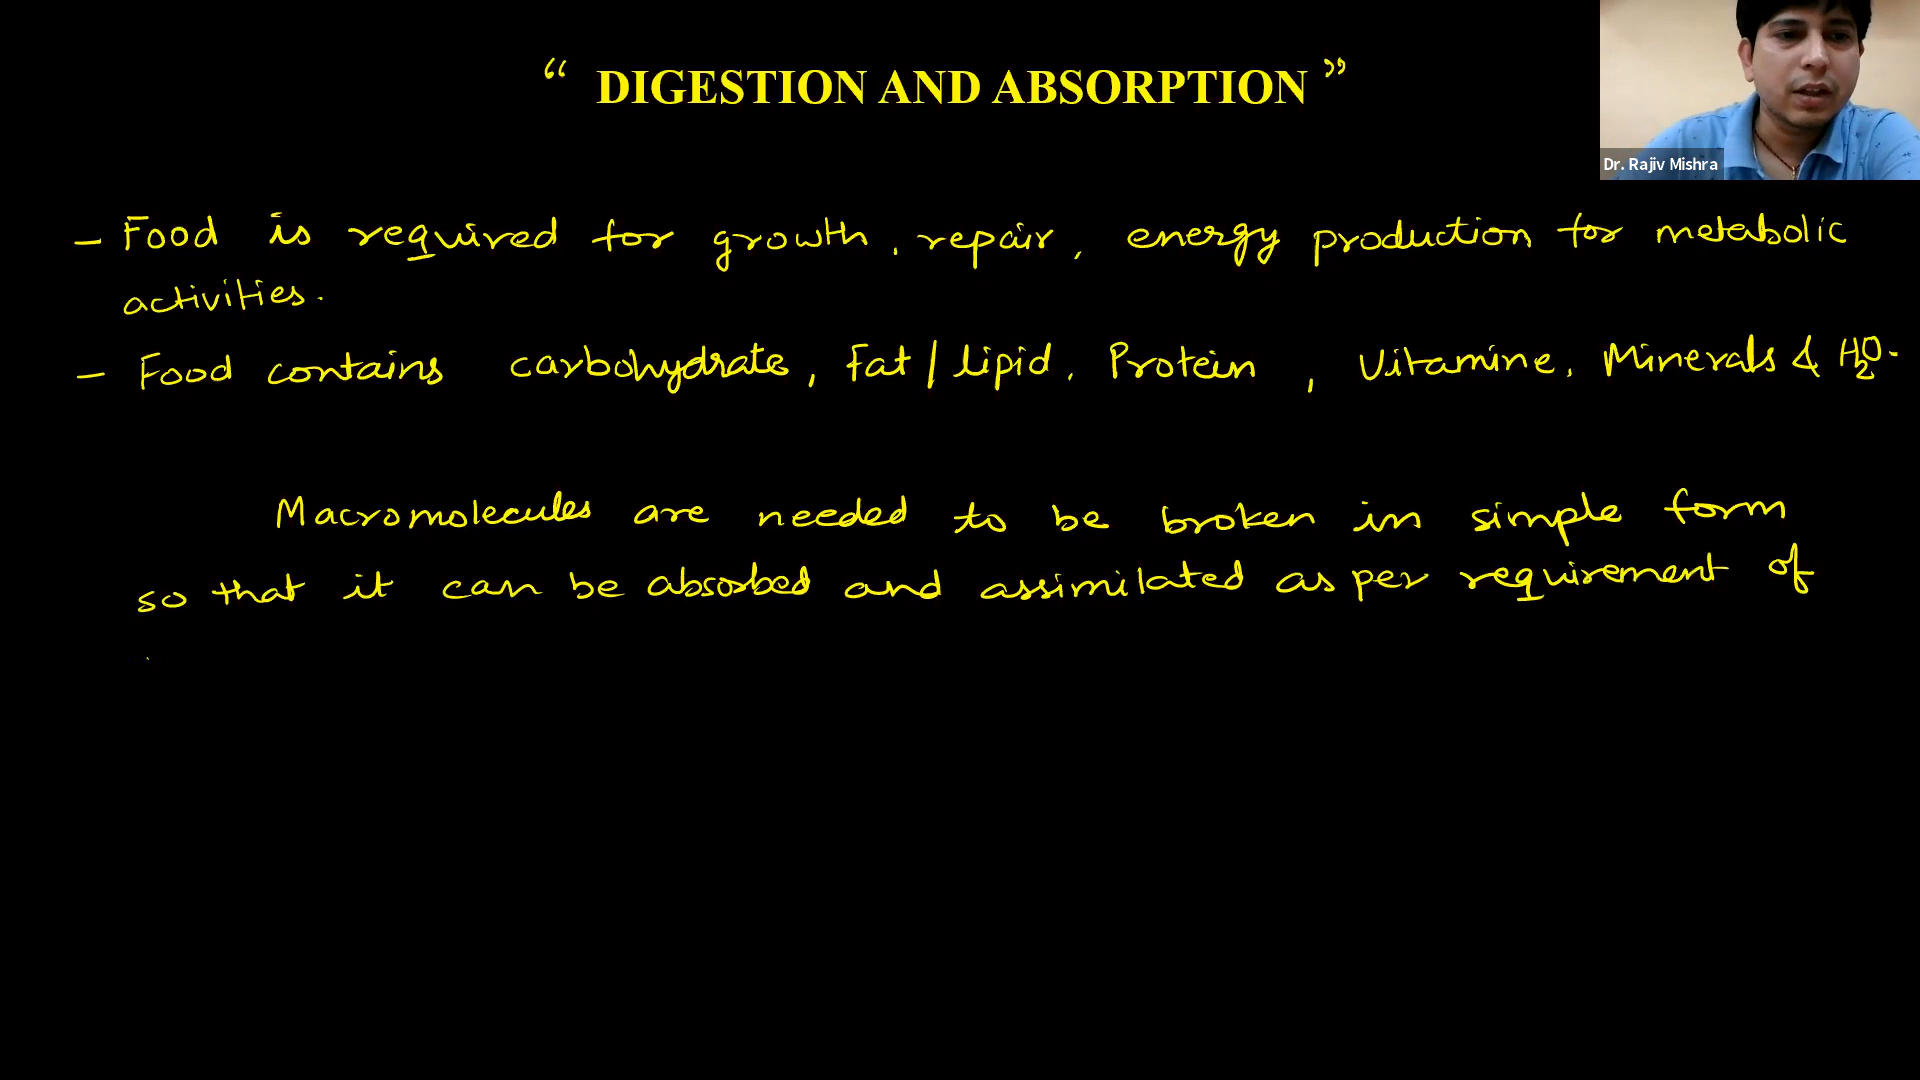 “ DIGESTION AND ABSORPTION ”
Dr. Rajiv Mishra
– Food is required for growth, repair, energy production for metabolic
activities.
– Food contains carbohydrate, Fat / lipid, Protein, Vitamine, Minerals & H₂O.
Macromolecules are needed to be broken in simple form
so that it can be absorbed and assimilated as per requirement of